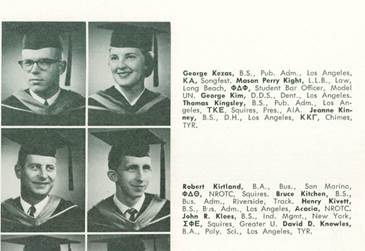 George Kezas, B.S., Pub. Adm., Los Angeles,
KA, Songfest. Mason Perry Kight, L.L.B., Law,
Long Beach, ΦΔΦ, Student Bar Officer, Model
UN. George Kim, D.D.S., Dent., Los Angeles.
Thomas Kingsley, B.S., Pub. Adm., Los An-
geles, TKE, Squires, Pres., AIA. Jeanne Kin-
ney, B.S., D.H., Los Angeles, KKΓ, Chimes,
TYR.
Robert Kirtland, B.A., Bus., San Marino,
ΦΔΘ, NROTC, Squires. Bruce Kitchen, B.S.,
Bus. Adm., Riverside, Track. Henry Kivett,
B.S., Bus. Adm., Los Angeles, Acacia, NROTC.
John R. Klees, B.S., Ind. Mgmt., New York,
ΣΦΕ, Squires, Greater U. David D. Knowles,
B.A., Poly. Sci., Los Angeles, TYR.